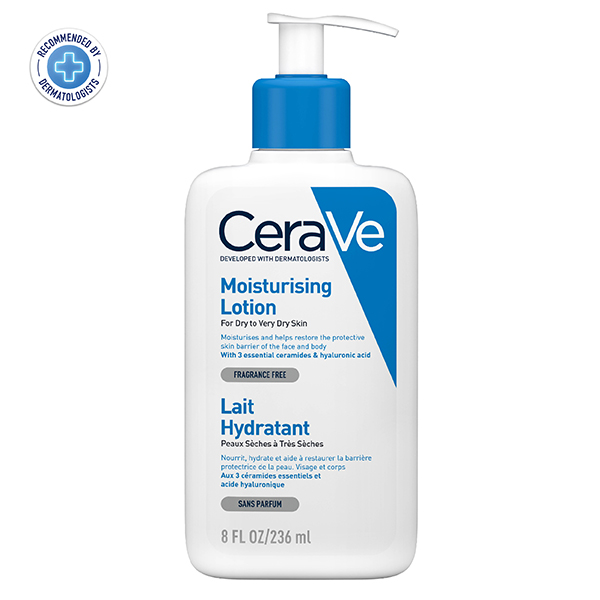 RECOMMENDED BY
DERMATOLOGISTS
CeraVe
DEVELOPED WITH DERMATOLOGISTS
Moisturising
Lotion
For Dry to Very Dry Skin
Moisturises and helps restore the protective
skin barrier of the face and body
With 3 essential ceramides & hyaluronic acid
FRAGRANCE FREE
Lait
Hydratant
Peaux Sèches à Très Sèches
Nourrit, hydrate et aide à restaurer la barrière
protectrice de la peau. Visage et corps
Aux 3 céramides essentiels et
acide hyaluronique
SANS PARFUM
8 FL OZ/236 ml